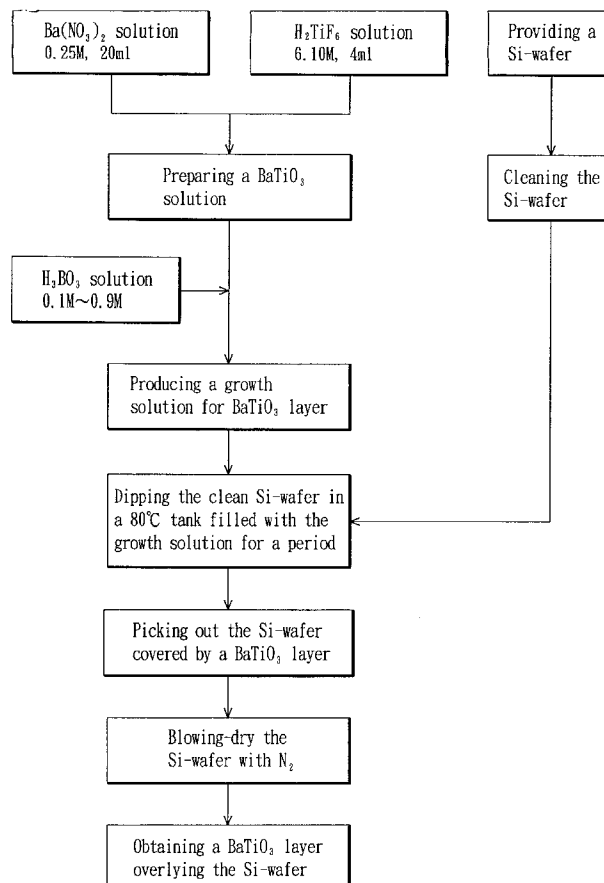 Ba(NO₃)₂ solution
0.25M, 20ml
H₂TiF₆ solution
6.10M, 4ml
Providing a
Si-wafer
Preparing a BaTiO₃
solution
Cleaning the
Si-wafer
H₃BO₃ solution
0.1M~0.9M
Producing a growth
solution for BaTiO₃ layer
Dipping the clean Si-wafer in
a 80℃ tank filled with the
growth solution for a period
Picking out the Si-wafer
covered by a BaTiO₃ layer
Blowing-dry the
Si-wafer with N₂
Obtaining a BaTiO₃ layer
overlying the Si-wafer